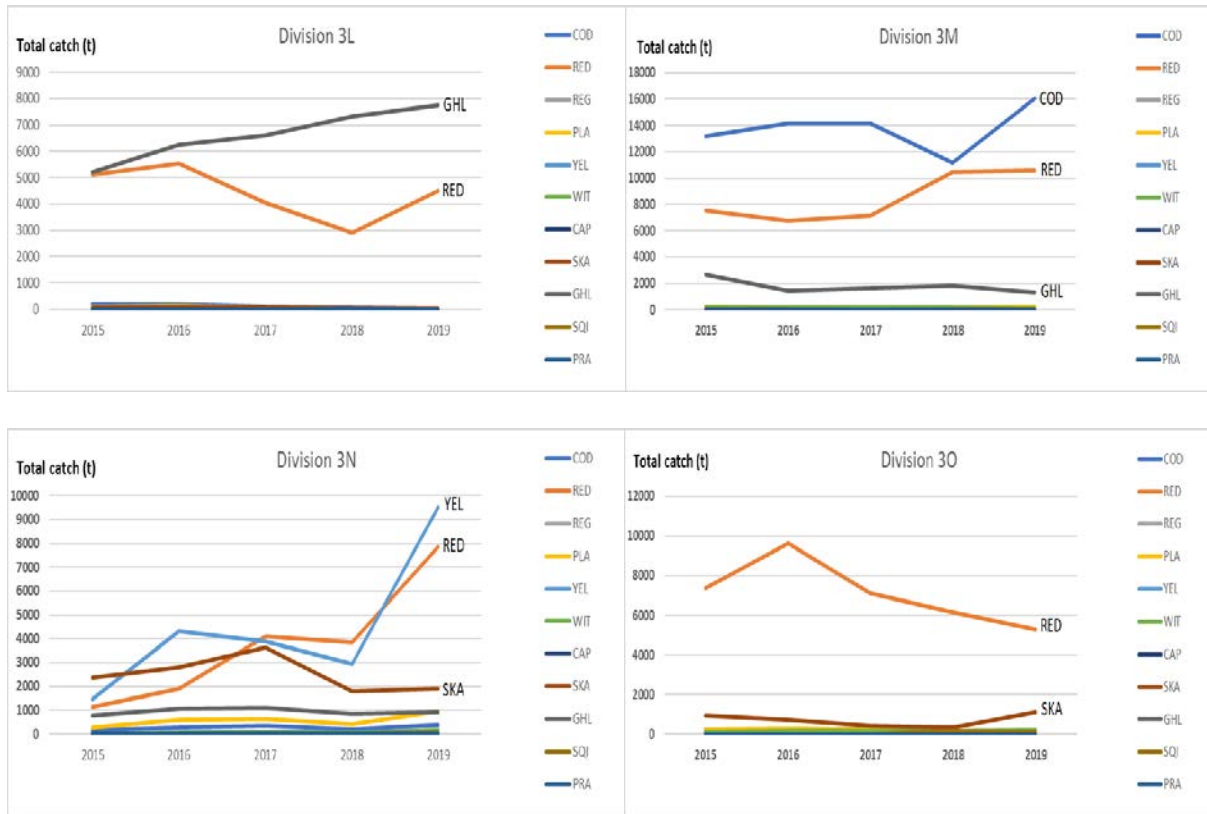 Division 3L
Total catch (t)
9000
8000
7000
6000
5000
4000
3000
2000
1000
0
2015 2016 2017 2018 2019
GHL
RED
COD
RED
REG
PLA
YEL
WIT
CAP
SKA
GHL
SQI
PRA
Division 3M
Total catch (t)
18000
16000
14000
12000
10000
8000
6000
4000
2000
0
2015 2016 2017 2018 2019
COD
RED
GHL
COD
RED
REG
PLA
YEL
WIT
CAP
SKA
GHL
SQI
PRA
Division 3N
Total catch (t)
10000
9000
8000
7000
6000
5000
4000
3000
2000
1000
0
2015 2016 2017 2018 2019
YEL
RED
SKA
COD
RED
REG
PLA
YEL
WIT
CAP
SKA
GHL
SQI
PRA
Division 3O
Total catch (t)
12000
10000
8000
6000
4000
2000
0
2015 2016 2017 2018 2019
RED
SKA
COD
RED
REG
PLA
YEL
WIT
CAP
SKA
GHL
SQI
PRA